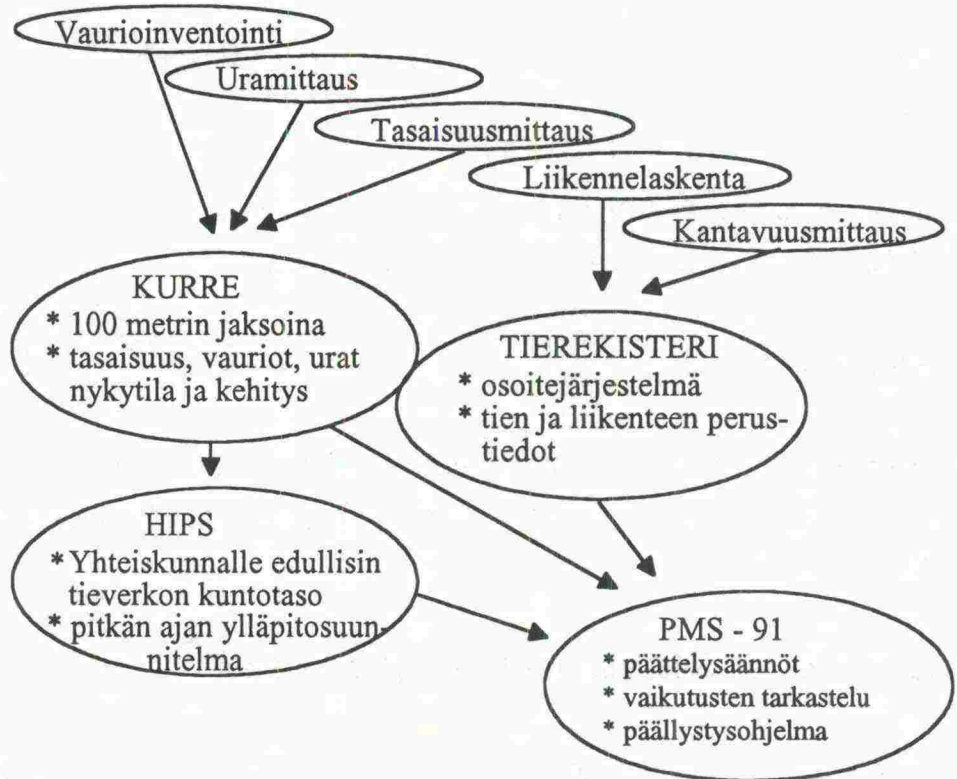 Vaurioinventointi
Uramittaus
Tasaisuusmittaus
Liikennelaskenta
Kantavuusmittaus
KURRE
* 100 metrin jaksoina
* tasaisuus, vauriot, urat
nykytila ja kehitys
TIEREKISTERI
* osoitejärjestelmä
* tien ja liikenteen perus-
tiedot
HIPS
* Yhteiskunnalle edullisin
tieverkon kuntotaso
* pitkän ajan ylläpitosuun-
nitelma
PMS - 91
* päättelysäännöt
* vaikutusten tarkastelu
* päällystysohjelma